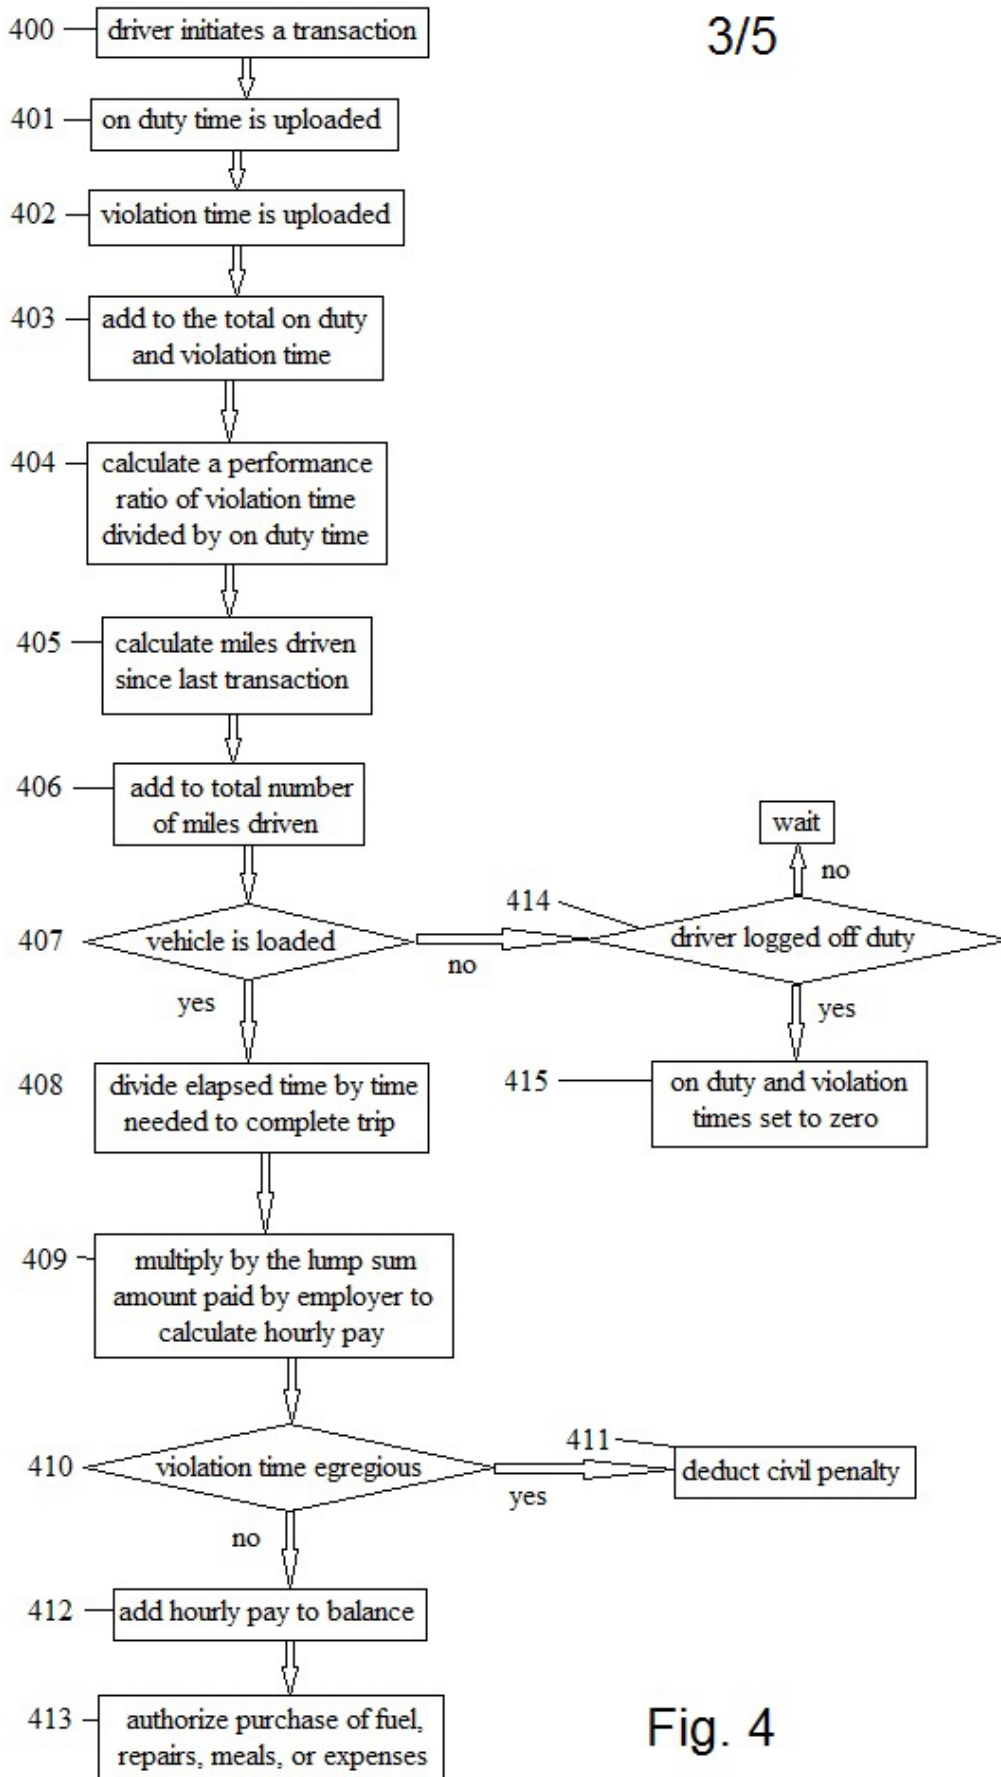 3/5
400
driver initiates a transaction
401
on duty time is uploaded
402
violation time is uploaded
403
add to the total on duty
and violation time
404
calculate a performance
ratio of violation time
divided by on duty time
405
calculate miles driven
since last transaction
406
add to total number
of miles driven
407
vehicle is loaded
no
yes
414
driver logged off duty
no
wait
yes
415
on duty and violation
times set to zero
408
divide elapsed time by time
needed to complete trip
409
multiply by the lump sum
amount paid by employer to
calculate hourly pay
410
violation time egregious
yes
411
deduct civil penalty
no
412
add hourly pay to balance
413
authorize purchase of fuel,
repairs, meals, or expenses
Fig. 4